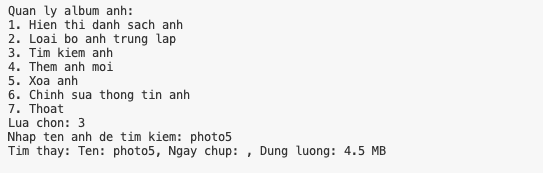 Quan ly album anh:
1. Hien thi danh sach anh
2. Loai bo anh trung lap
3. Tim kiem anh
4. Them anh moi
5. Xoa anh
6. Chinh sua thong tin anh
7. Thoat
Lua chon: 3
Nhap ten anh de tim kiem: photo5
Tim thay: Ten: photo5, Ngay chup: , Dung luong: 4.5 MB